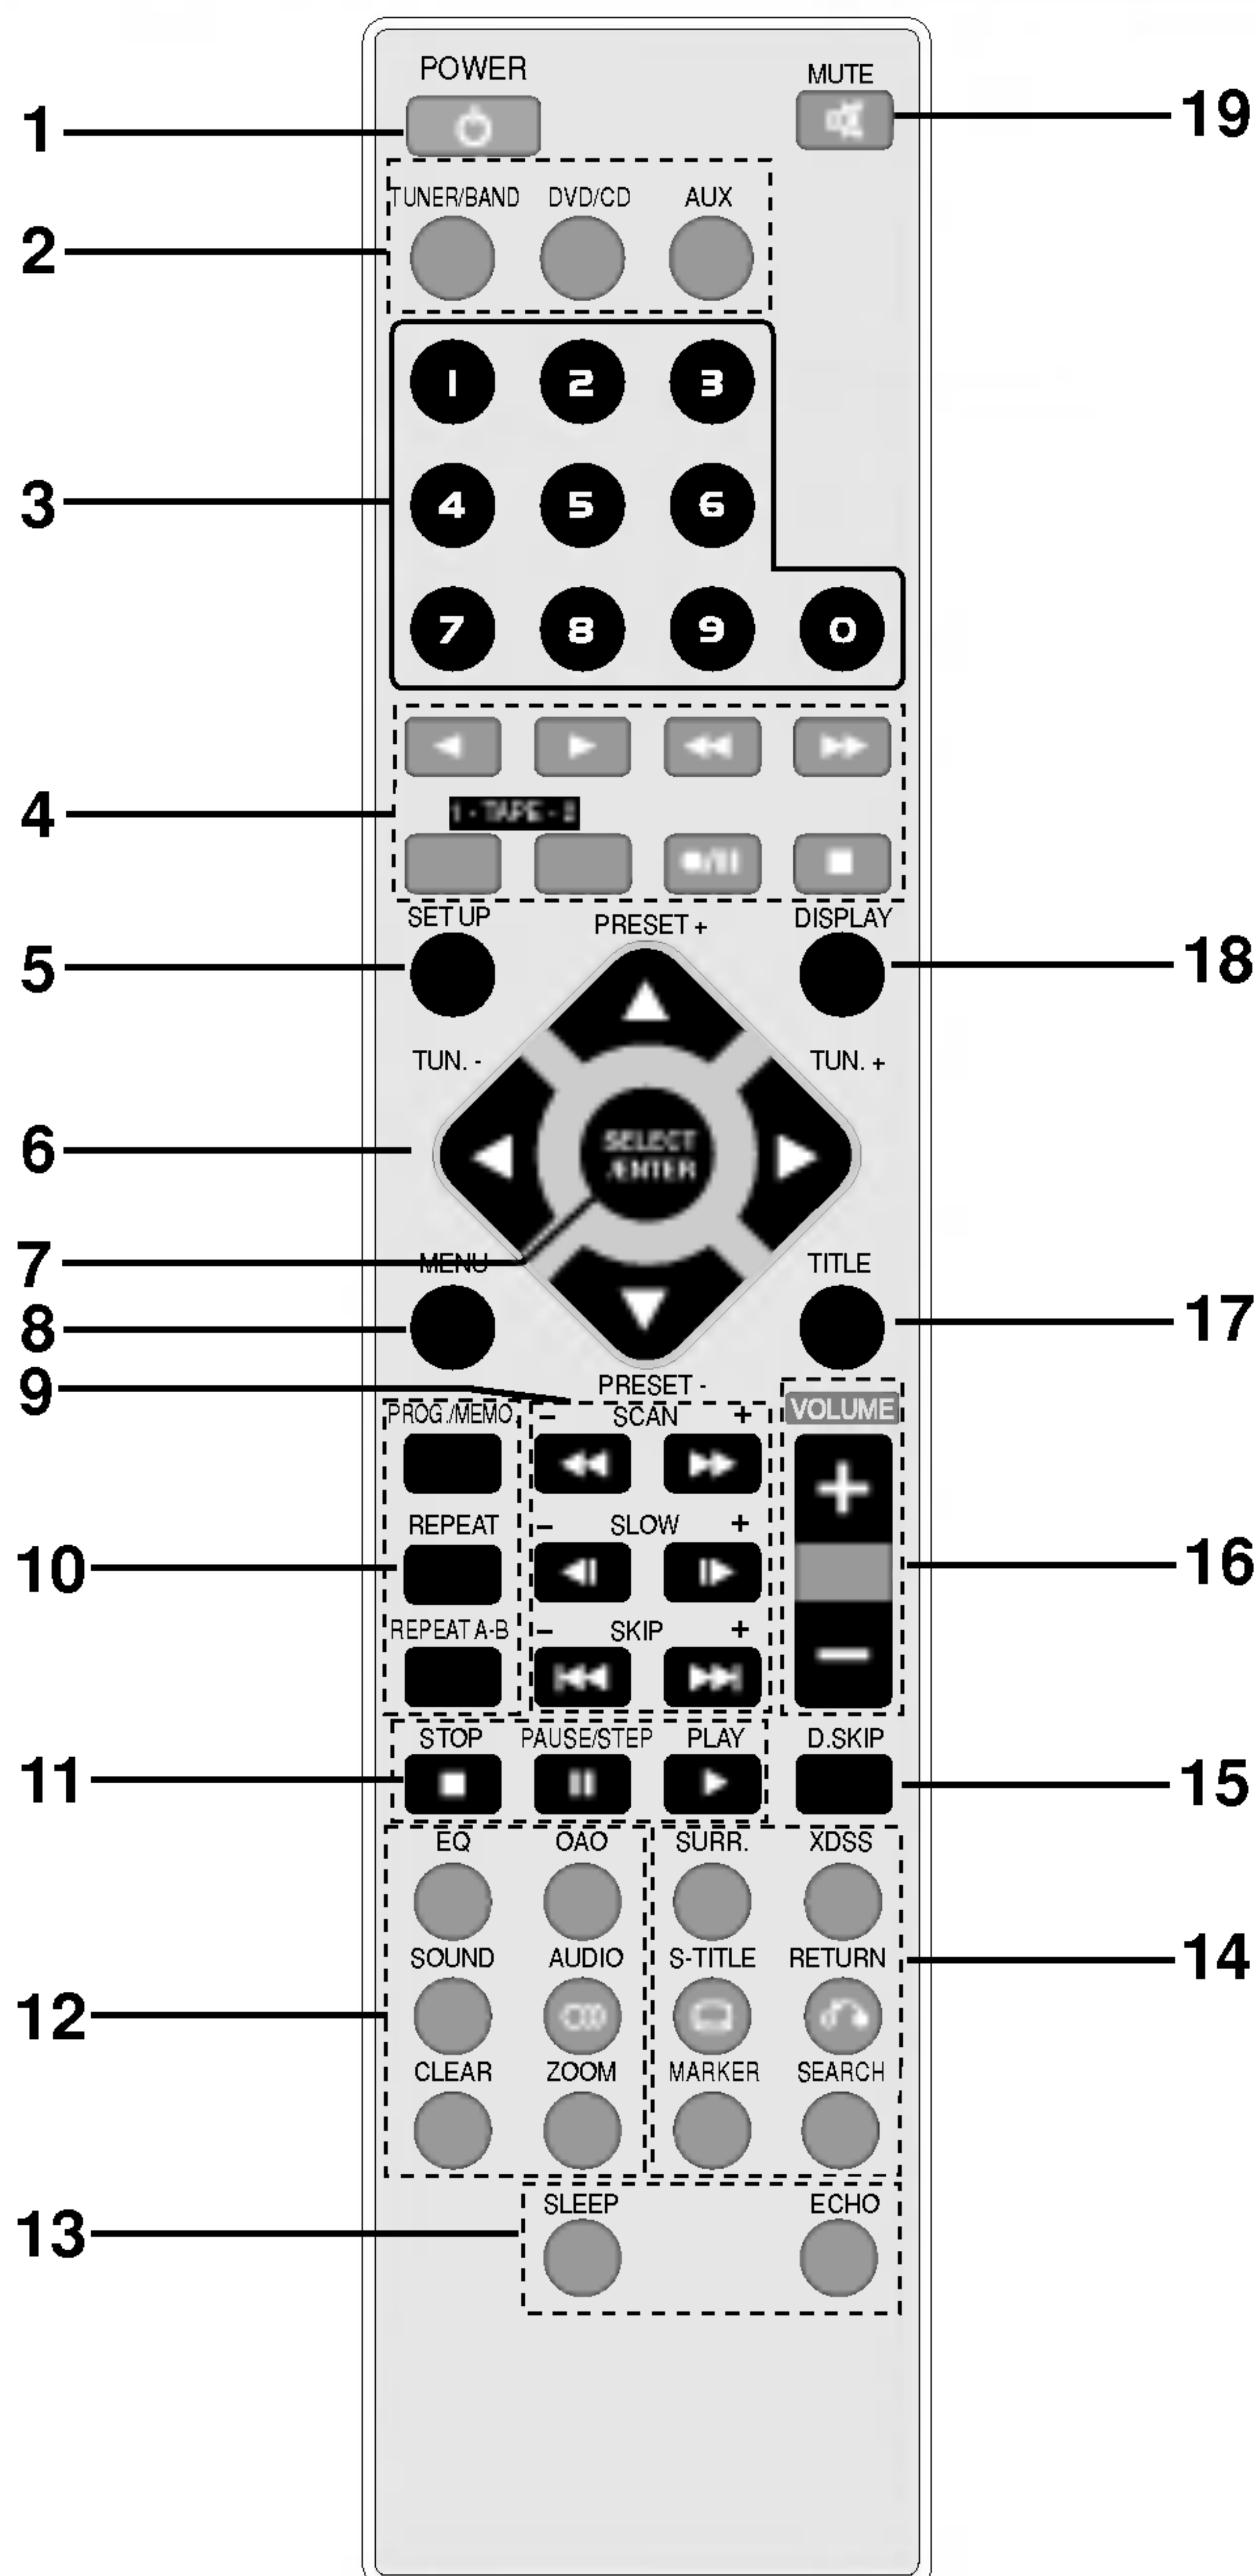 POWER MUTE
1 19
TUNER/BAND DVD/CD AUX
2
1 2 3
3 4 5 6
7 8 9 0
1 - TAPE - 2
4
SET UP PRESET + DISPLAY
5 18
TUN. - TUN. +
6 SELECT
/ENTER
7 MENU TITLE
8 17
9 PRESET - VOLUME
PROG./MEMO. - SCAN +
+
REPEAT - SLOW +
10 16
REPEAT A-B - SKIP +
-
STOP PAUSE/STEP PLAY D.SKIP
11 15
EQ OAO SURR. XDSS
SOUND AUDIO S-TITLE RETURN
14
12
CLEAR ZOOM MARKER SEARCH
SLEEP ECHO
13